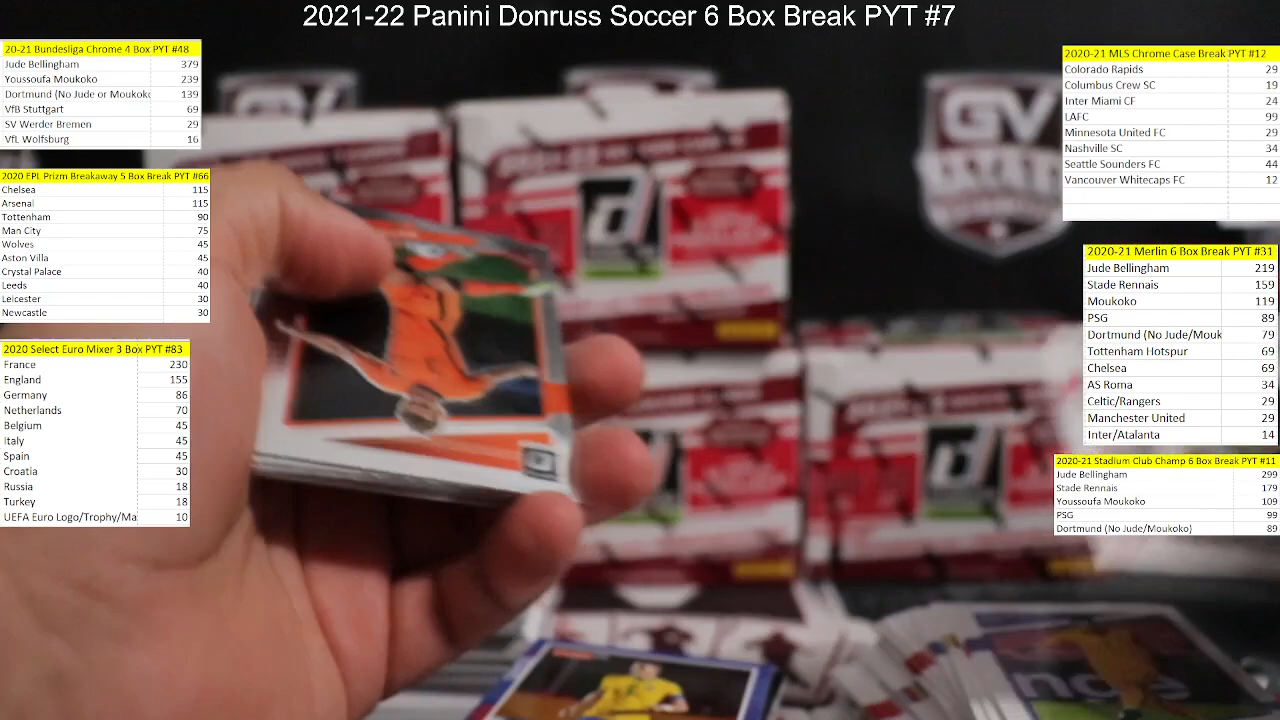 2021-22 Panini Donruss Soccer 6 Box Break PYT #7
20-21 Bundesliga Chrome 4 Box PYT #48
Jude Bellingham 379
Youssoufa Moukoko 239
Dortmund (No Jude or Moukoko 139
VfB Stuttgart 69
SV Werder Bremen 29
VfL Wolfsburg 16
2020 EPL Prizm Breakaway 5 Box Break PYT #66
Chelsea 115
Arsenal 115
Tottenham 90
Man City 75
Wolves 45
Aston Villa 45
Crystal Palace 40
Leeds 40
Leicester 30
Newcastle 30
2020 Select Euro Mixer 3 Box PYT #83
France 230
England 155
Germany 86
Netherlands 70
Belgium 45
Italy 45
Spain 45
Croatia 30
Russia 18
Turkey 18
UEFA Euro Logo/Trophy/Ma 10
2020-21 MLS Chrome Case Break PYT #12
Colorado Rapids 29
Columbus Crew SC 19
Inter Miami CF 24
LAFC 99
Minnesota United FC 29
Nashville SC 34
Seattle Sounders FC 44
Vancouver Whitecaps FC 12
2020-21 Merlin 6 Box Break PYT #31
Jude Bellingham 219
Stade Rennais 159
Moukoko 119
PSG 89
Dortmund (No Jude/Mouk 79
Tottenham Hotspur 69
Chelsea 69
AS Roma 34
Celtic/Rangers 29
Manchester United 29
Inter/Atalanta 14
2020-21 Stadium Club Champ 6 Box Break PYT #11
Jude Bellingham 299
Stade Rennais 179
Youssoufa Moukoko 109
PSG 99
Dortmund (No Jude/Moukoko) 89
GV